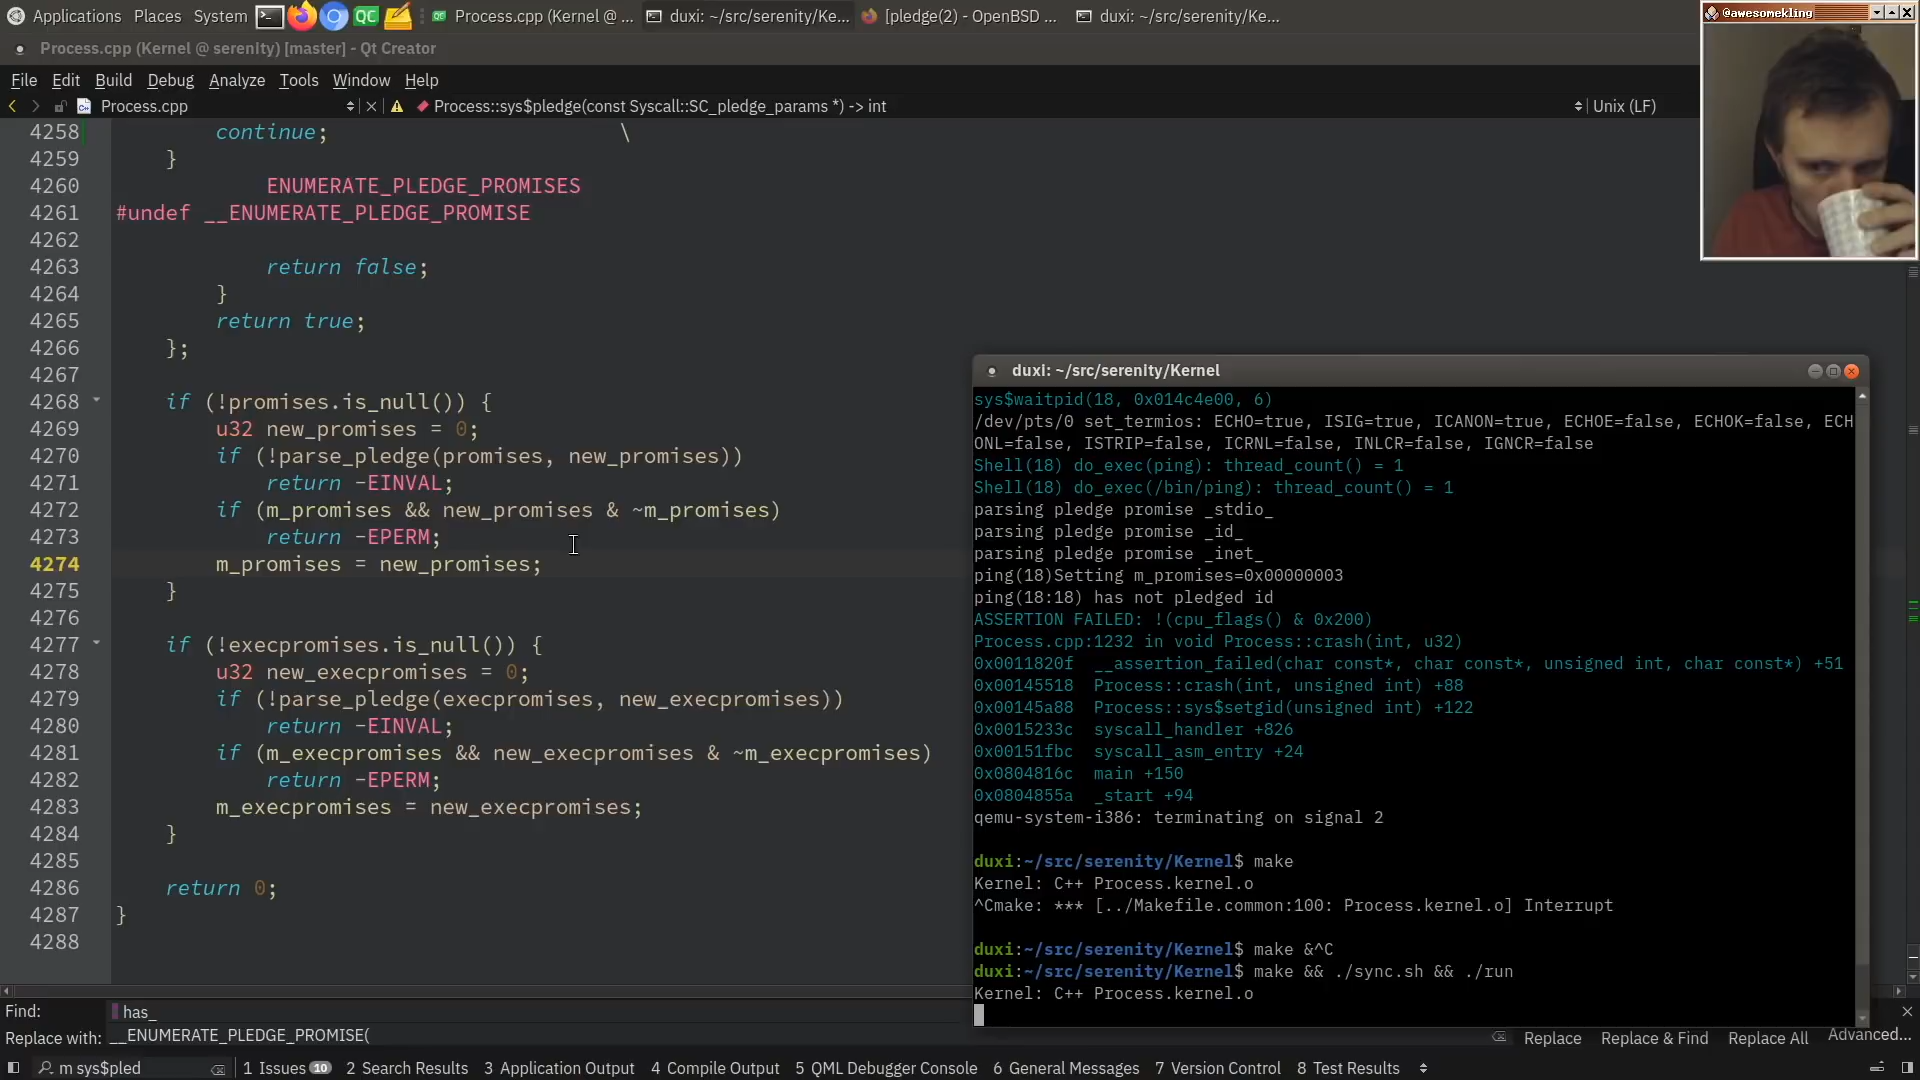 Applications Places System QC QC Process.cpp (Kernel @ ... duxi: ~/src/serenity/Ke... [pledge(2) - OpenBSD ... duxi: ~/src/serenity/Ke...
@awesomekling
Process.cpp (Kernel @ serenity) [master] - Qt Creator
File Edit Build Debug Analyze Tools Window Help
Process.cpp Process::sys$pledge(const Syscall::SC_pledge_params *) -> int Unix (LF)
4258 continue; \
4259 }
4260 ENUMERATE_PLEDGE_PROMISES
4261 #undef __ENUMERATE_PLEDGE_PROMISE
4262
4263 return false;
4264 }
4265 return true;
4266 };
4267
4268 if (!promises.is_null()) {
4269 u32 new_promises = 0;
4270 if (!parse_pledge(promises, new_promises))
4271 return -EINVAL;
4272 if (m_promises && new_promises & ~m_promises)
4273 return -EPERM;
4274 m_promises = new_promises;
4275 }
4276
4277 if (!execpromises.is_null()) {
4278 u32 new_execpromises = 0;
4279 if (!parse_pledge(execpromises, new_execpromises))
4280 return -EINVAL;
4281 if (m_execpromises && new_execpromises & ~m_execpromises)
4282 return -EPERM;
4283 m_execpromises = new_execpromises;
4284 }
4285
4286 return 0;
4287 }
4288
duxi: ~/src/serenity/Kernel
sys$waitpid(18, 0x014c4e00, 6)
/dev/pts/0 set_termios: ECHO=true, ISIG=true, ICANON=true, ECHOE=false, ECHOK=false, ECH
ONL=false, ISTRIP=false, ICRNL=false, INLCR=false, IGNCR=false
Shell(18) do_exec(ping): thread_count() = 1
Shell(18) do_exec(/bin/ping): thread_count() = 1
parsing pledge promise _stdio_
parsing pledge promise _id_
parsing pledge promise _inet_
ping(18)Setting m_promises=0x00000003
ping(18:18) has not pledged id
ASSERTION FAILED: !(cpu_flags() & 0x200)
Process.cpp:1232 in void Process::crash(int, u32)
0x0011820f __assertion_failed(char const*, char const*, unsigned int, char const*) +51
0x00145518 Process::crash(int, unsigned int) +88
0x00145a88 Process::sys$setgid(unsigned int) +122
0x0015233c syscall_handler +826
0x00151fbc syscall_asm_entry +24
0x0804816c main +150
0x0804855a _start +94
qemu-system-i386: terminating on signal 2
duxi:~/src/serenity/Kernel$ make
Kernel: C++ Process.kernel.o
^Cmake: *** [../Makefile.common:100: Process.kernel.o] Interrupt
duxi:~/src/serenity/Kernel$ make &^C
duxi:~/src/serenity/Kernel$ make && ./sync.sh && ./run
Kernel: C++ Process.kernel.o
Find: has_
Replace with: __ENUMERATE_PLEDGE_PROMISE( Replace Replace & Find Replace All Advanced...
m sys$pled 1 Issues 10 2 Search Results 3 Application Output 4 Compile Output 5 QML Debugger Console 6 General Messages 7 Version Control 8 Test Results